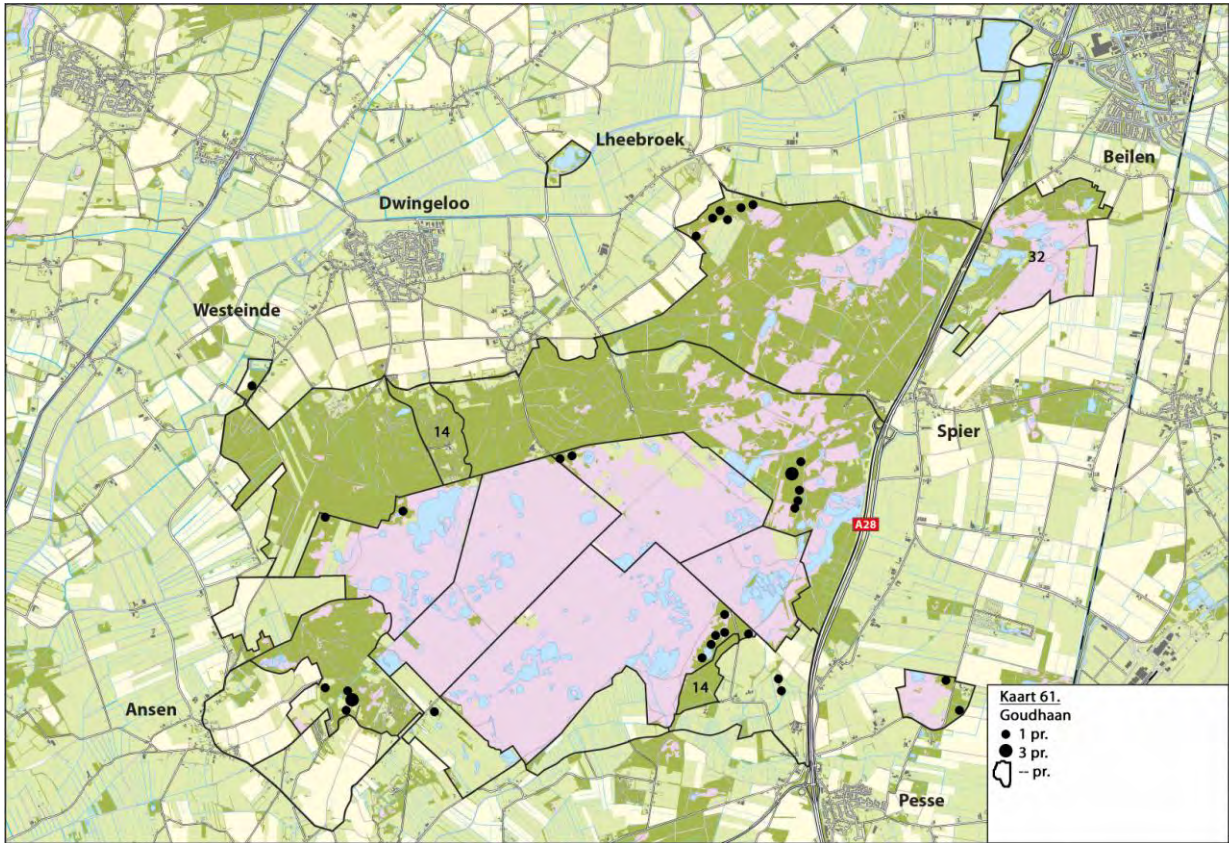 Lheebroek
Beilen
Dwingeloo
32
Westeinde
14
Spier
A28
14
Ansen
Pesse
Kaart 61.
Goudhaan
1 pr.
3 pr.
-- pr.